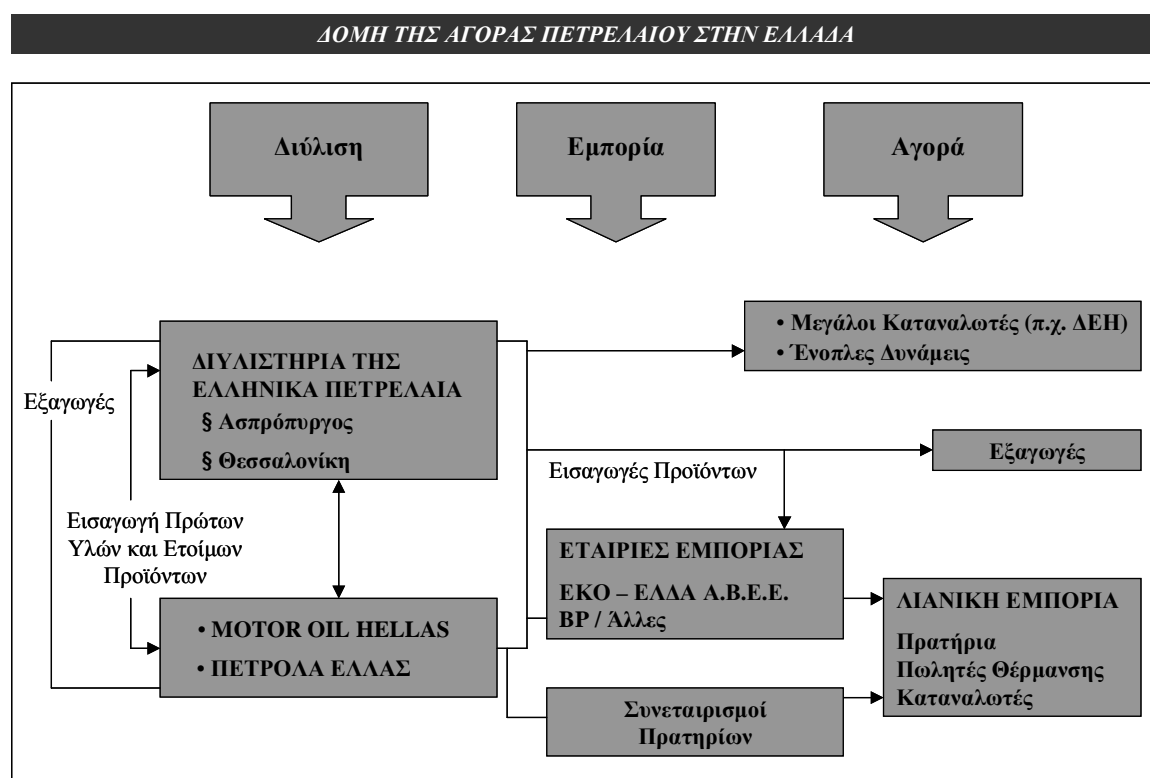 ΔΟΜΗ ΤΗΣ ΑΓΟΡΑΣ ΠΕΤΡΕΛΑΙΟΥ ΣΤΗΝ ΕΛΛΑΔΑ
Διύλιση
Εμπορία
Αγορά
• Μεγάλοι Καταναλωτές (π.χ. ΔΕΗ)
• Ένοπλες Δυνάμεις
ΔΙΥΛΙΣΤΗΡΙΑ ΤΗΣ
ΕΛΛΗΝΙΚΑ ΠΕΤΡΕΛΑΙΑ
§ Ασπρόπυργος
§ Θεσσαλονίκη
Εξαγωγές
Εξαγωγές
Εισαγωγές Προϊόντων
Εισαγωγή Πρώτων
Υλών και Ετοίμων
Προϊόντων
ΕΤΑΙΡΙΕΣ ΕΜΠΟΡΙΑΣ
ΕΚΟ – ΕΛΔΑ Α.Β.Ε.Ε.
BP / Άλλες
• MOTOR OIL HELLAS
• ΠΕΤΡΟΛΑ ΕΛΛΑΣ
ΛΙΑΝΙΚΗ ΕΜΠΟΡΙΑ
Πρατήρια
Πωλητές Θέρμανσης
Καταναλωτές
Συνεταιρισμοί
Πρατηρίων